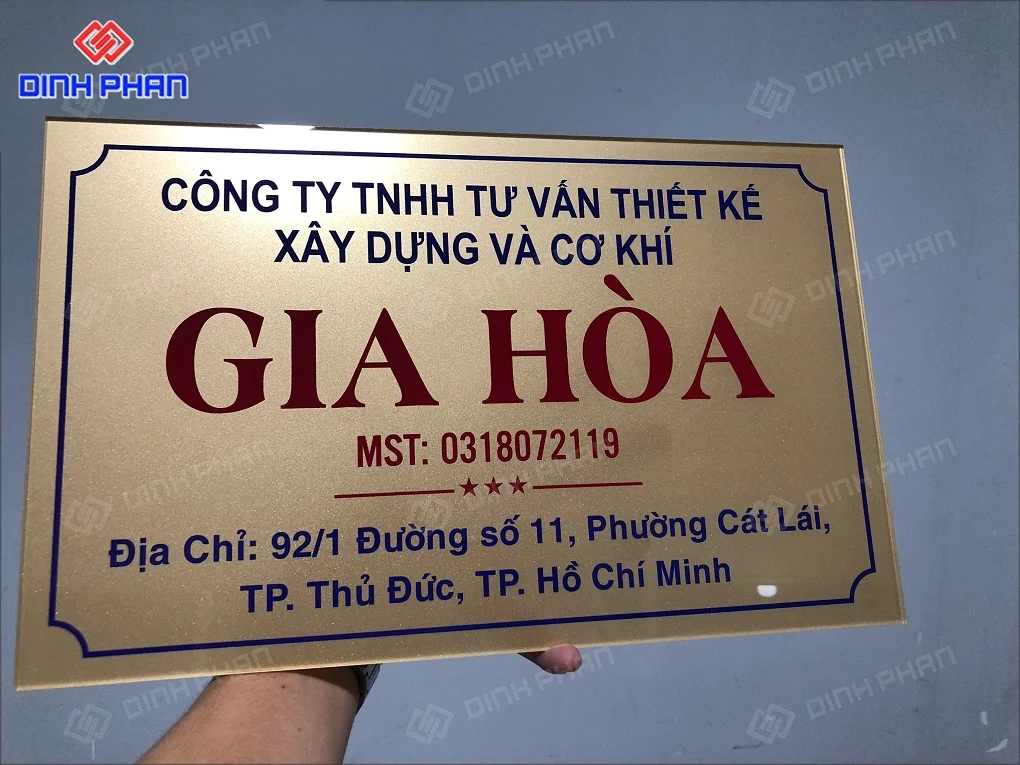 DINH PHAN
CÔNG TY TNHH TƯ VẤN THIẾT KẾ
XÂY DỰNG VÀ CƠ KHÍ
GIA HÒA
MST: 0318072119
Địa Chỉ: 92/1 Đường số 11, Phường Cát Lái,
TP. Thủ Đức, TP. Hồ Chí Minh